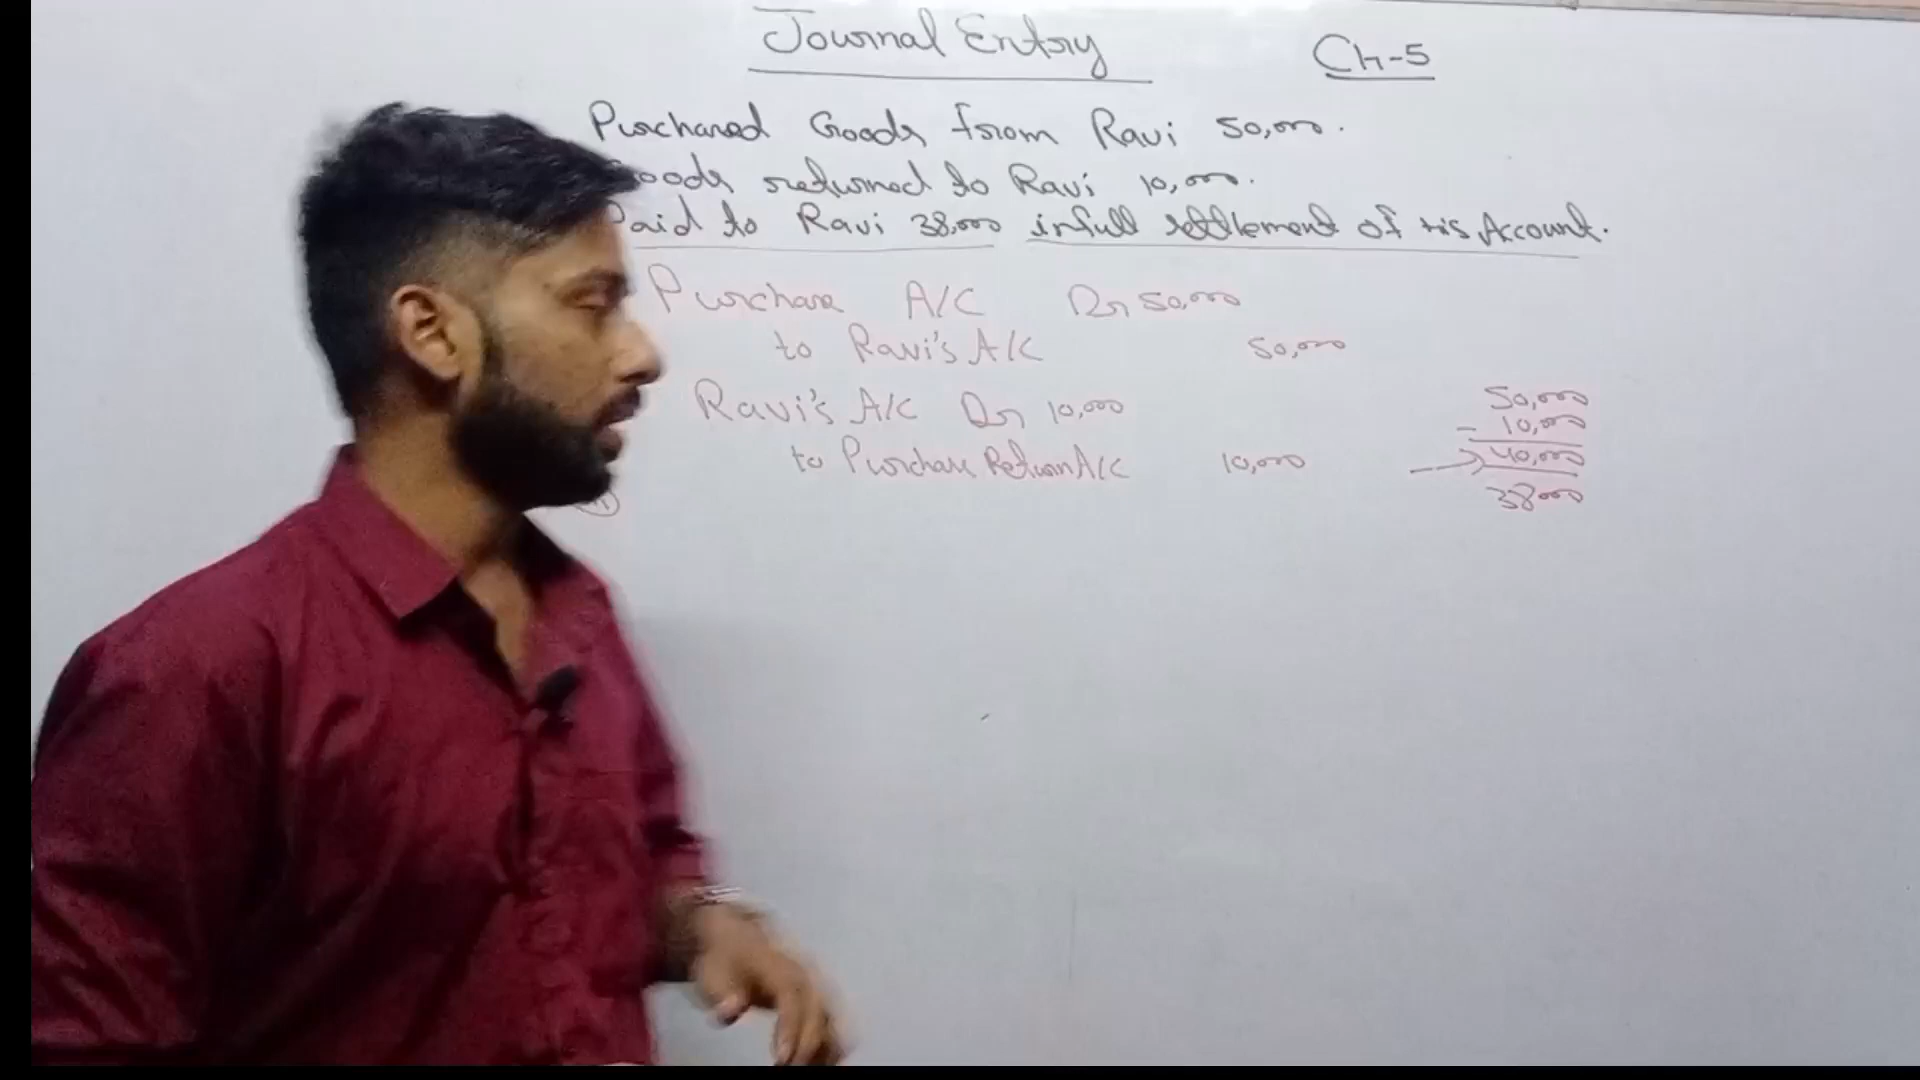 Journal Entry
Ch-5
Purchased Goods from Ravi 50,000.
Goods returned to Ravi 10,000.
Paid to Ravi 38,000 in full settlement of his Account.
Purchase A/C Dr 50,000
to Ravi's A/C 50,000
Ravi's A/C Dr 10,000
to Purchase Return A/C 10,000
50,000
- 10,000
40,000
38000